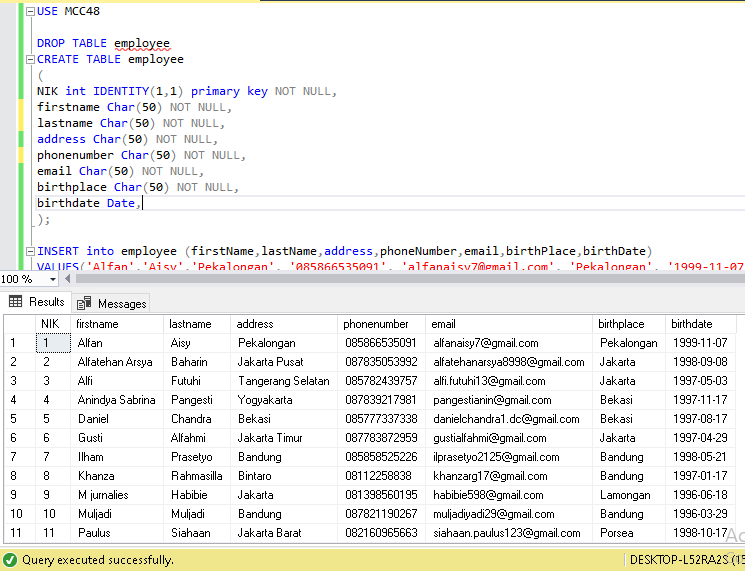 USE MCC48
DROP TABLE employee
CREATE TABLE employee
(
NIK int IDENTITY(1,1) primary key NOT NULL,
firstname Char(50) NOT NULL,
lastname Char(50) NOT NULL,
address Char(50) NOT NULL,
phonenumber Char(50) NOT NULL,
email Char(50) NOT NULL,
birthplace Char(50) NOT NULL,
birthdate Date,
);
INSERT into employee (firstName,lastName,address,phoneNumber,email,birthPlace,birthDate)
VALUES('Alfan','Aisy','Pekalongan', '085866535091', 'alfanaisy7@gmail.com', 'Pekalongan', '1999-11-07
100 %
Results Messages
NIK firstname lastname address phonenumber email birthplace birthdate
1 1 Alfan Aisy Pekalongan 085866535091 alfanaisy7@gmail.com Pekalongan 1999-11-07
2 2 Alfatehan Arsya Baharin Jakarta Pusat 087835053992 alfatehanarsya8998@gmail.com Jakarta 1998-09-08
3 3 Alfi Futuhi Tangerang Selatan 085782439757 alfi.futuhi13@gmail.com Jakarta 1997-05-03
4 4 Anindya Sabrina Pangesti Yogyakarta 087839217981 pangestianin@gmail.com Bekasi 1997-11-17
5 5 Daniel Chandra Bekasi 085777337338 danielchandra1.dc@gmail.com Bekasi 1997-08-17
6 6 Gusti Alfahmi Jakarta Timur 087783872959 gustialfahmi@gmail.com Jakarta 1997-04-29
7 7 Ilham Prasetyo Bandung 085858525226 ilprasetyo2125@gmail.com Bandung 1998-05-21
8 8 Khanza Rahmasilla Bintaro 08112258838 khanzarg17@gmail.com Bandung 1997-01-17
9 9 M jurnalies Habibie Jakarta 081398560195 habibie598@gmail.com Lamongan 1996-06-18
10 10 Muljadi Muljadi Bandung 087821190267 muljadiyadi29@gmail.com Bandung 1996-03-29
11 11 Paulus Siahaan Jakarta Barat 082160965663 siahaan.paulus123@gmail.com Porsea 1998-10-17
Query executed successfully. DESKTOP-L52RA2S (15